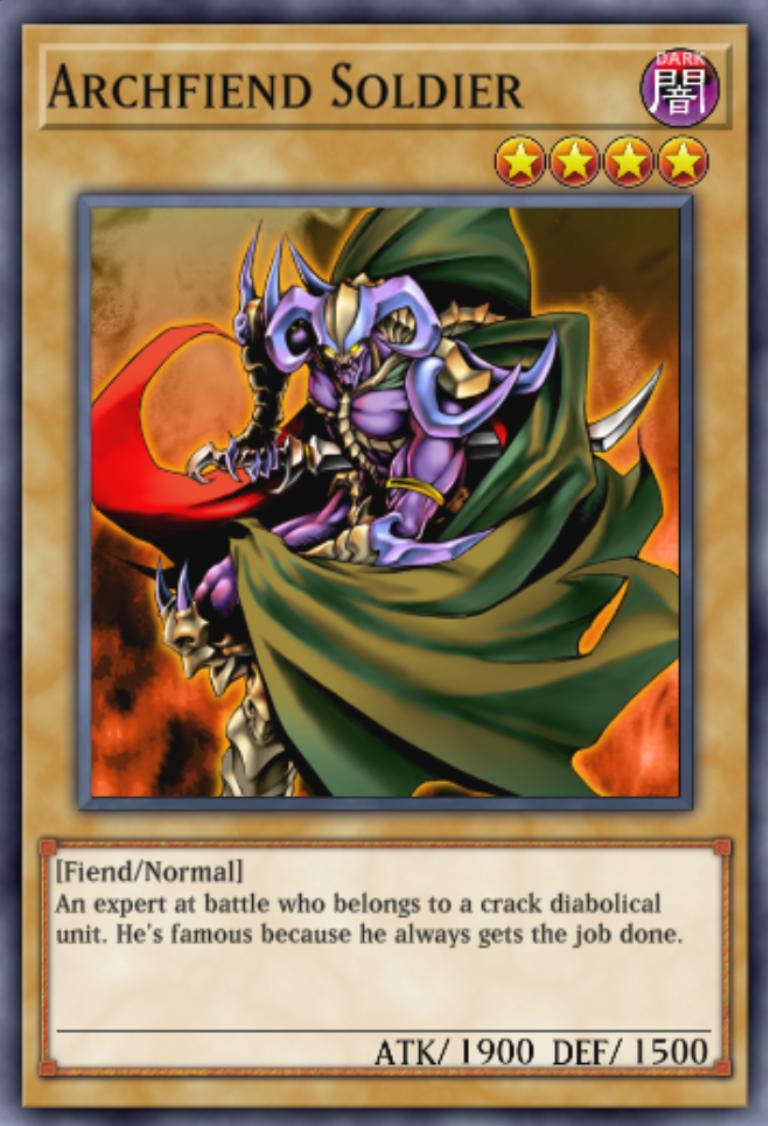 Archfiend Soldier
DARK
闇
[Fiend/Normal]
An expert at battle who belongs to a crack diabolical
unit. He's famous because he always gets the job done.
ATK/ 1900 DEF/ 1500